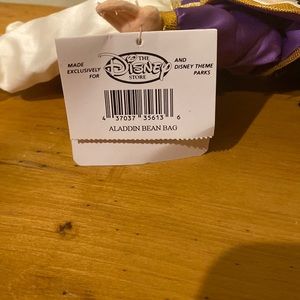 MADE EXCLUSIVELY FOR
THE DISNEY STORE
AND DISNEY THEME PARKS
4 37037 35613 6
ALADDIN BEAN BAG